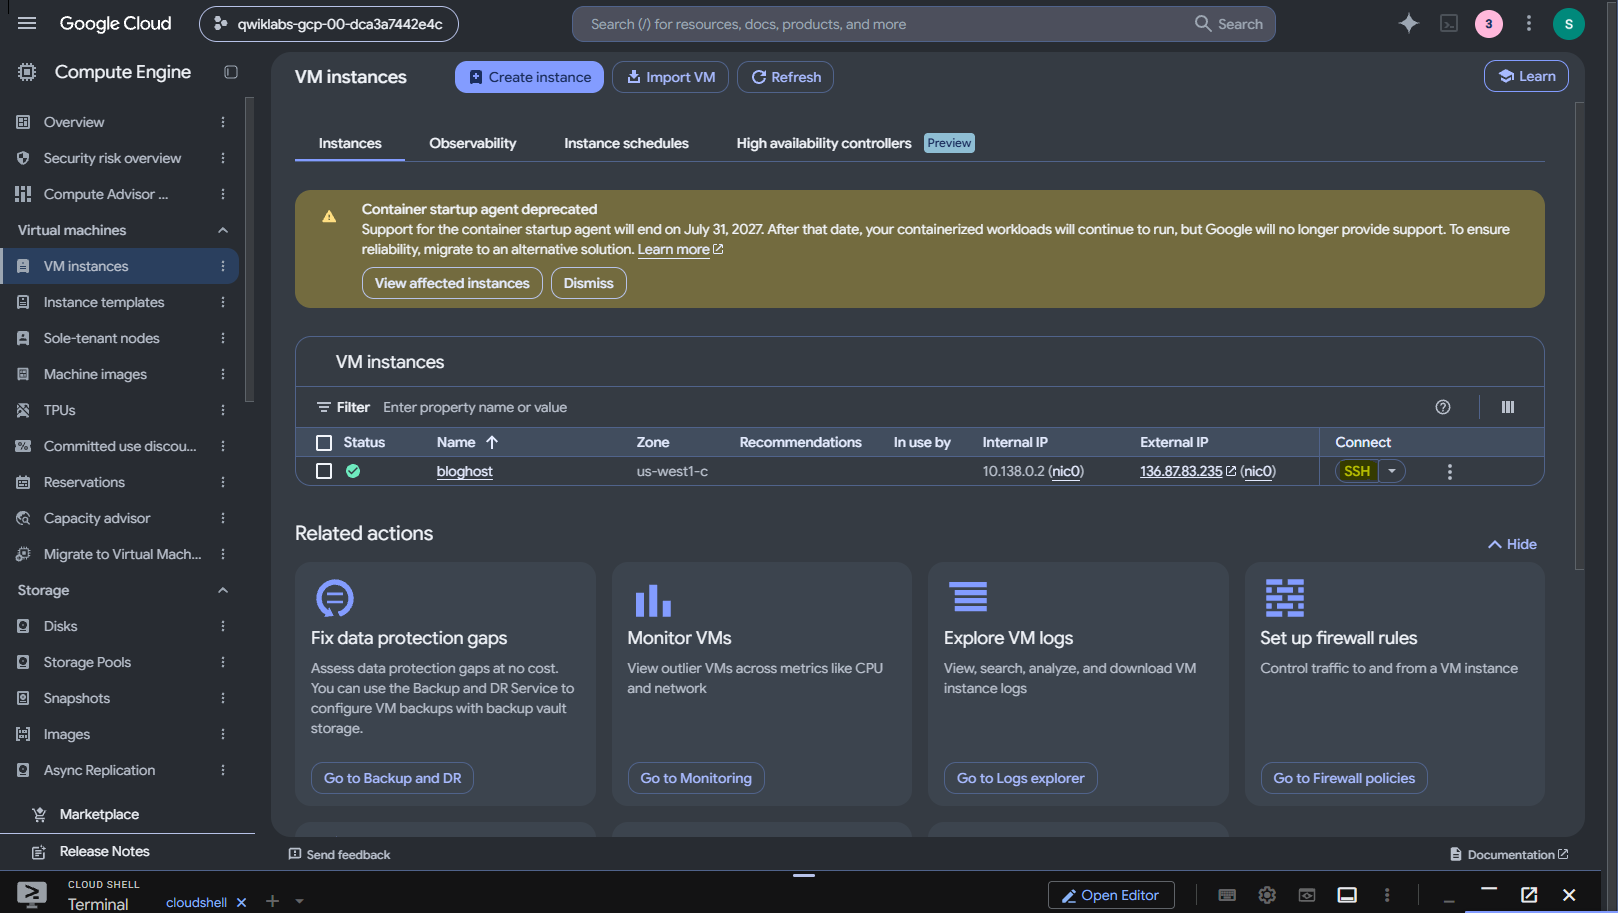 Google Cloud
qwiklabs-gcp-00-dca3a7442e4c
Search (/) for resources, docs, products, and more
Search
3
S
Compute Engine
Overview
Security risk overview
Compute Advisor ...
Virtual machines
VM instances
Instance templates
Sole-tenant nodes
Machine images
TPUs
Committed use discou...
Reservations
Capacity advisor
Migrate to Virtual Mach...
Storage
Disks
Storage Pools
Snapshots
Images
Async Replication
Marketplace
Release Notes
VM instances
Create instance
Import VM
Refresh
Learn
Instances
Observability
Instance schedules
High availability controllers
Preview
Container startup agent deprecated
Support for the container startup agent will end on July 31, 2027. After that date, your containerized workloads will continue to run, but Google will no longer provide support. To ensure
reliability, migrate to an alternative solution. Learn more
View affected instances
Dismiss
VM instances
Filter Enter property name or value
Status Name Zone Recommendations In use by Internal IP External IP Connect
bloghost us-west1-c 10.138.0.2 (nic0) 136.87.83.235 (nic0) SSH
Related actions
Hide
Fix data protection gaps
Assess data protection gaps at no cost.
You can use the Backup and DR Service to
configure VM backups with backup vault
storage.
Go to Backup and DR
Monitor VMs
View outlier VMs across metrics like CPU
and network
Go to Monitoring
Explore VM logs
View, search, analyze, and download VM
instance logs
Go to Logs explorer
Set up firewall rules
Control traffic to and from a VM instance
Go to Firewall policies
Send feedback
Documentation
CLOUD SHELL
Terminal
cloudshell
Open Editor